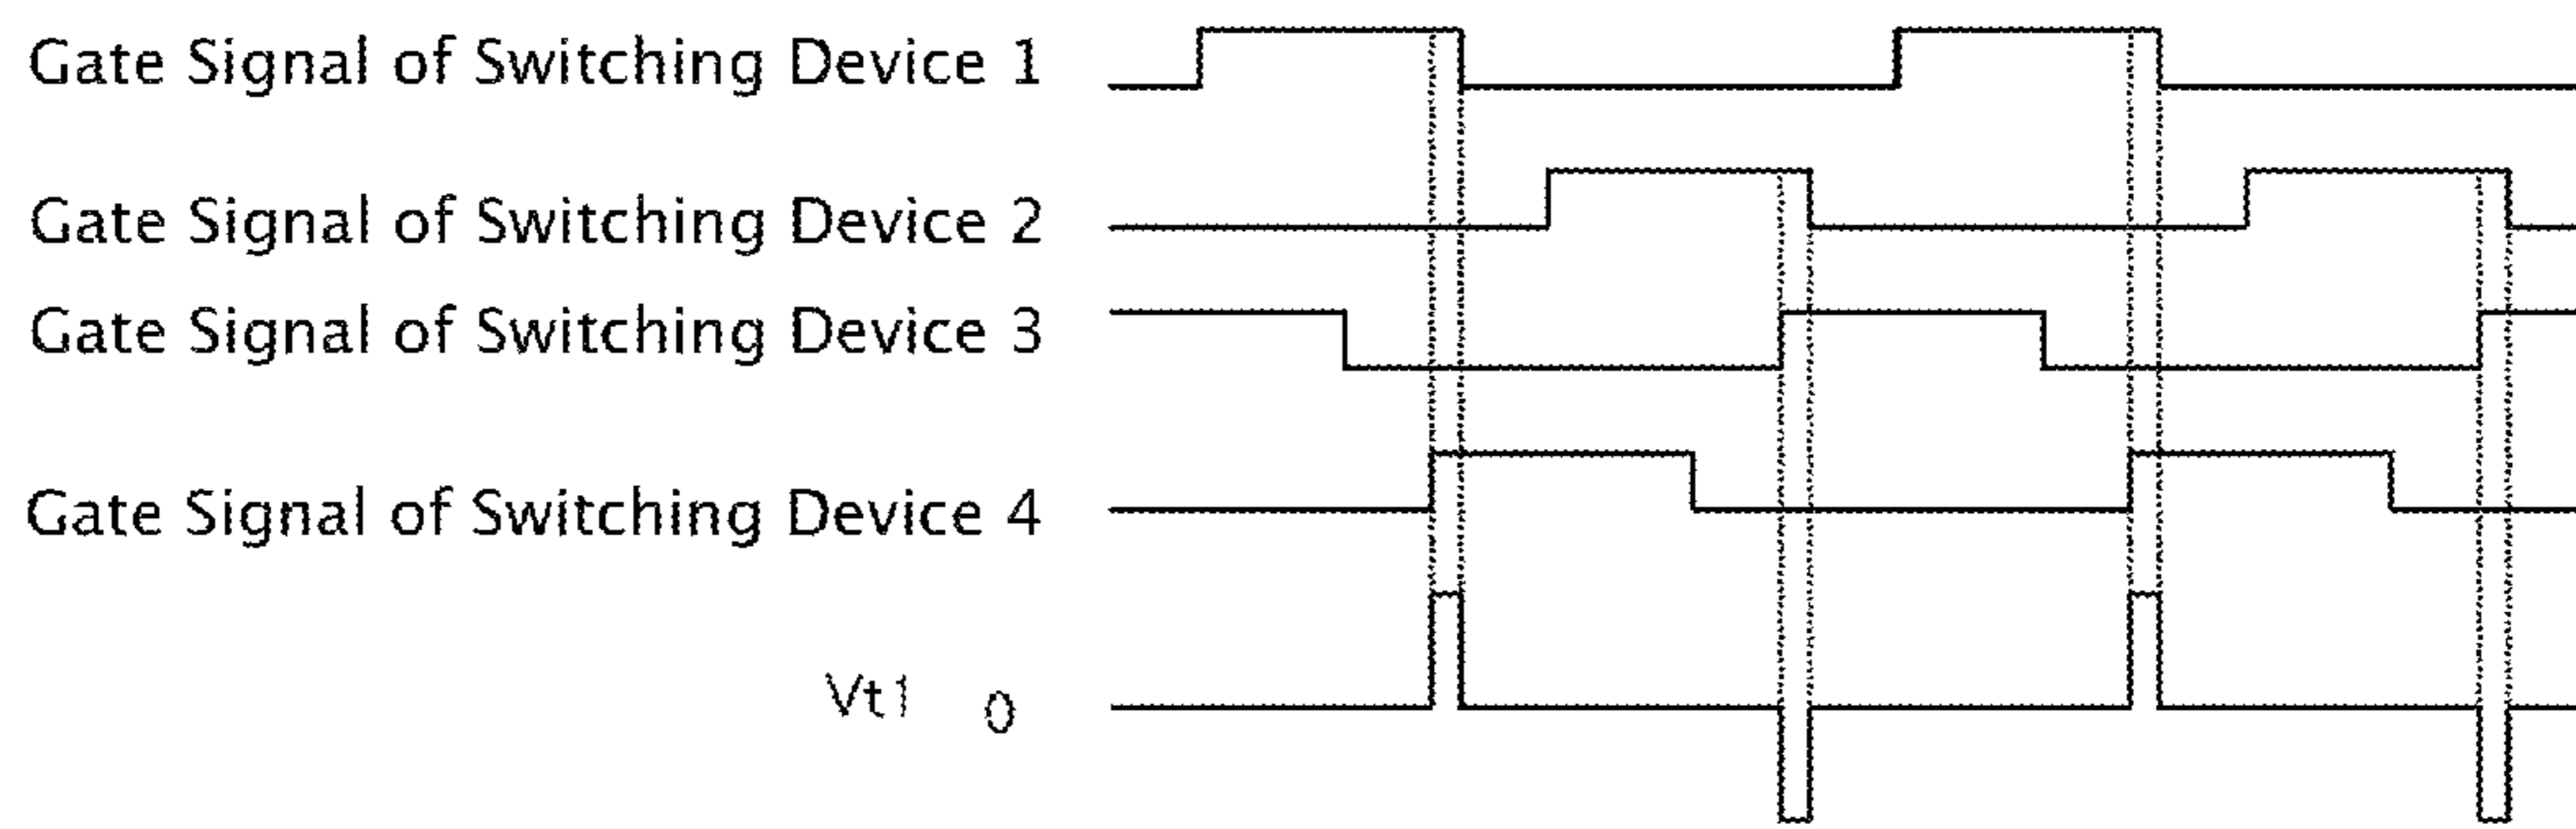 Gate Signal of Switching Device 1
Gate Signal of Switching Device 2
Gate Signal of Switching Device 3
Gate Signal of Switching Device 4
Vt1 0